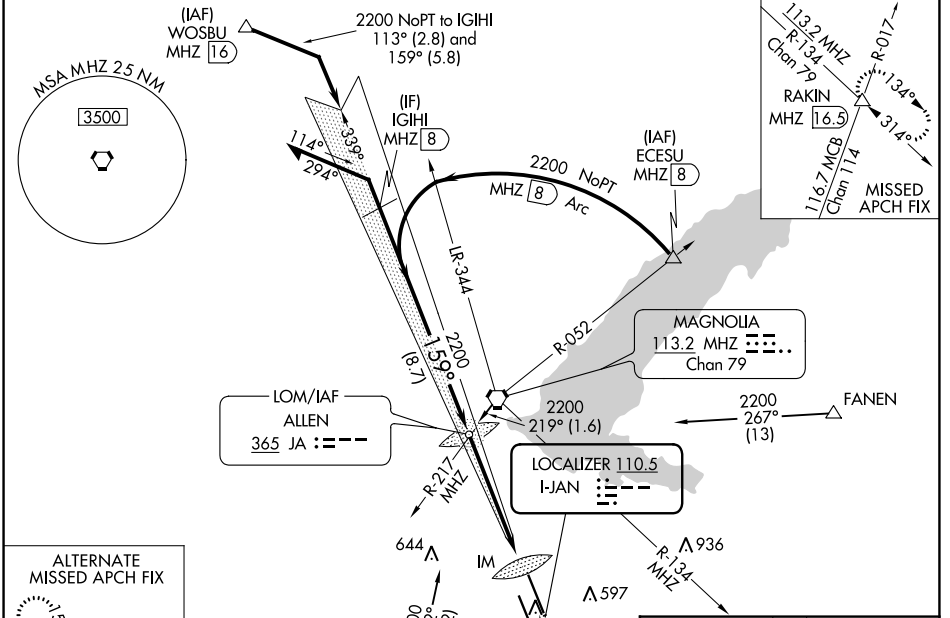 (IAF)
WOSBU
MHZ 16
2200 NoPT to IGIHI
113° (2.8) and
159° (5.8)
MSA MHZ 25 NM
3500
(IF)
IGIHI
MHZ 8
114°
294°
339°
2200 NoPT
MHZ 8 Arc
(IAF)
ECESU
MHZ 8
113.2 MHZ
R-134
Chan 79
R-017
134°
314°
RAKIN
MHZ 16.5
116.7 MCB
Chan 114
MISSED
APCH FIX
LR-344
R-052
2200
159°
(8.7)
MAGNOLIA
113.2 MHZ
Chan 79
LOM/IAF
ALLEN
365 JA
2200
219° (1.6)
2200
267°
(13)
FANEN
R-217
MHZ
LOCALIZER 110.5
I-JAN
644
IM
R-134
MHZ
936
597
ALTERNATE
MISSED APCH FIX